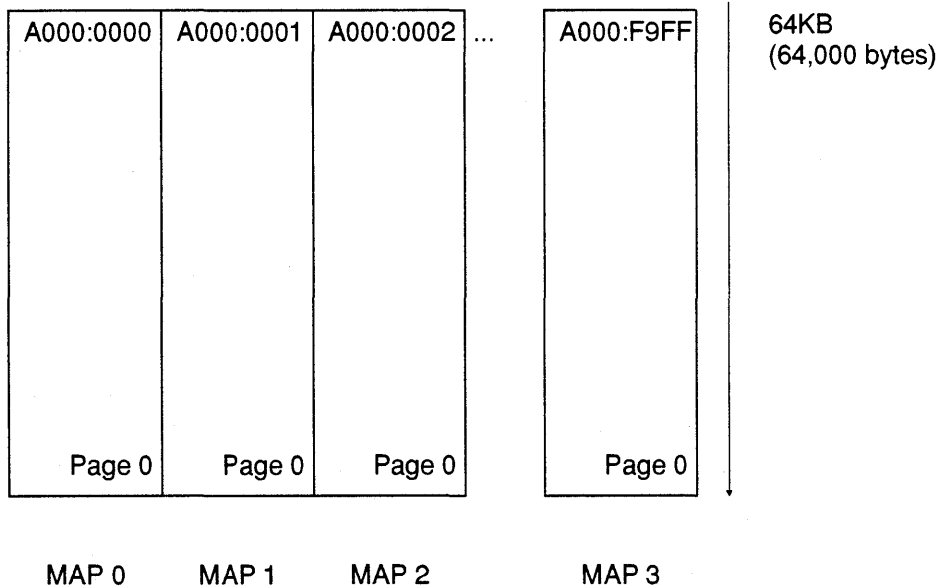 A000:0000 A000:0001 A000:0002 ... A000:F9FF
64KB
(64,000 bytes)
Page 0 Page 0 Page 0 Page 0
MAP 0 MAP 1 MAP 2 MAP 3